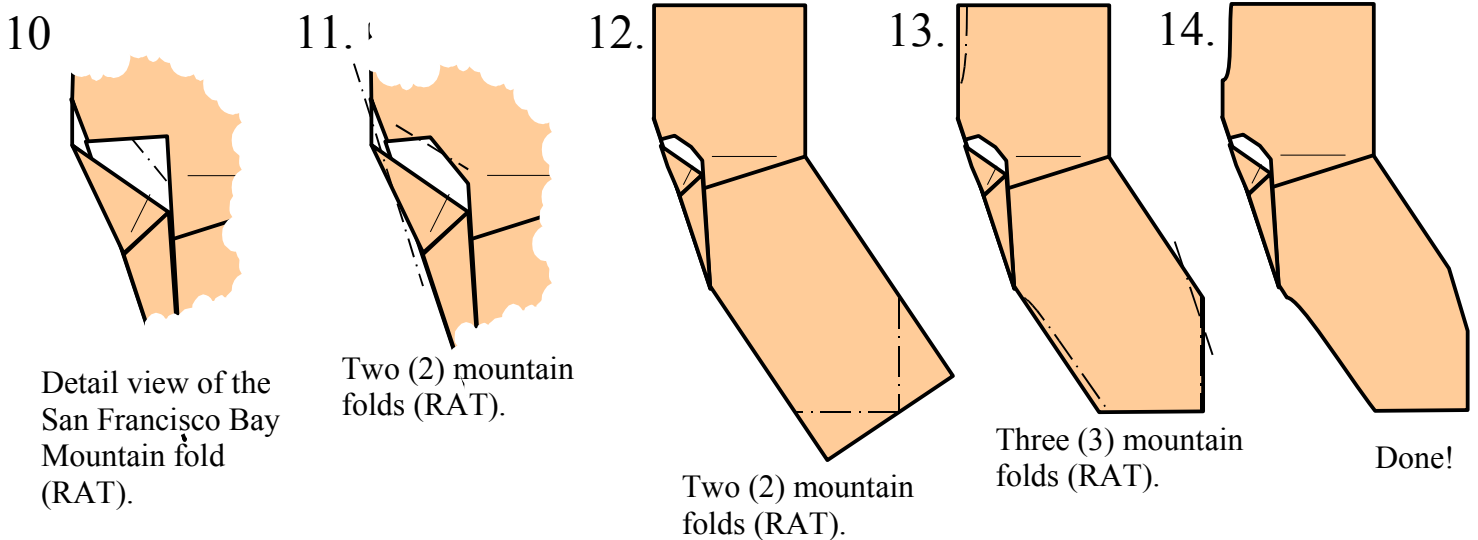 10
11.
12.
13.
14.
Detail view of the
San Francisco Bay
Mountain fold
(RAT).
Two (2) mountain
folds (RAT).
Two (2) mountain
folds (RAT).
Three (3) mountain
folds (RAT).
Done!